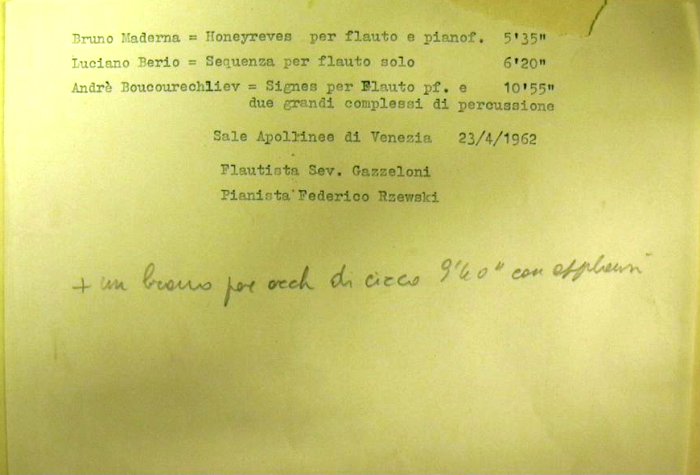 Bruno Maderna = Honeyreves per flauto e pianof. 5'35"
Luciano Berio = Sequenza per flauto solo 6'20"
Andrè Boucourechliev = Signes per Flauto pf. e 10'55"
due grandi complessi di percussione
Sale Apollinee di Venezia 23/4/1962
Flautista Sev. Gazzeloni
Pianista Federico Rzewski
+ un brano per orch di circa 9'40" con applausi